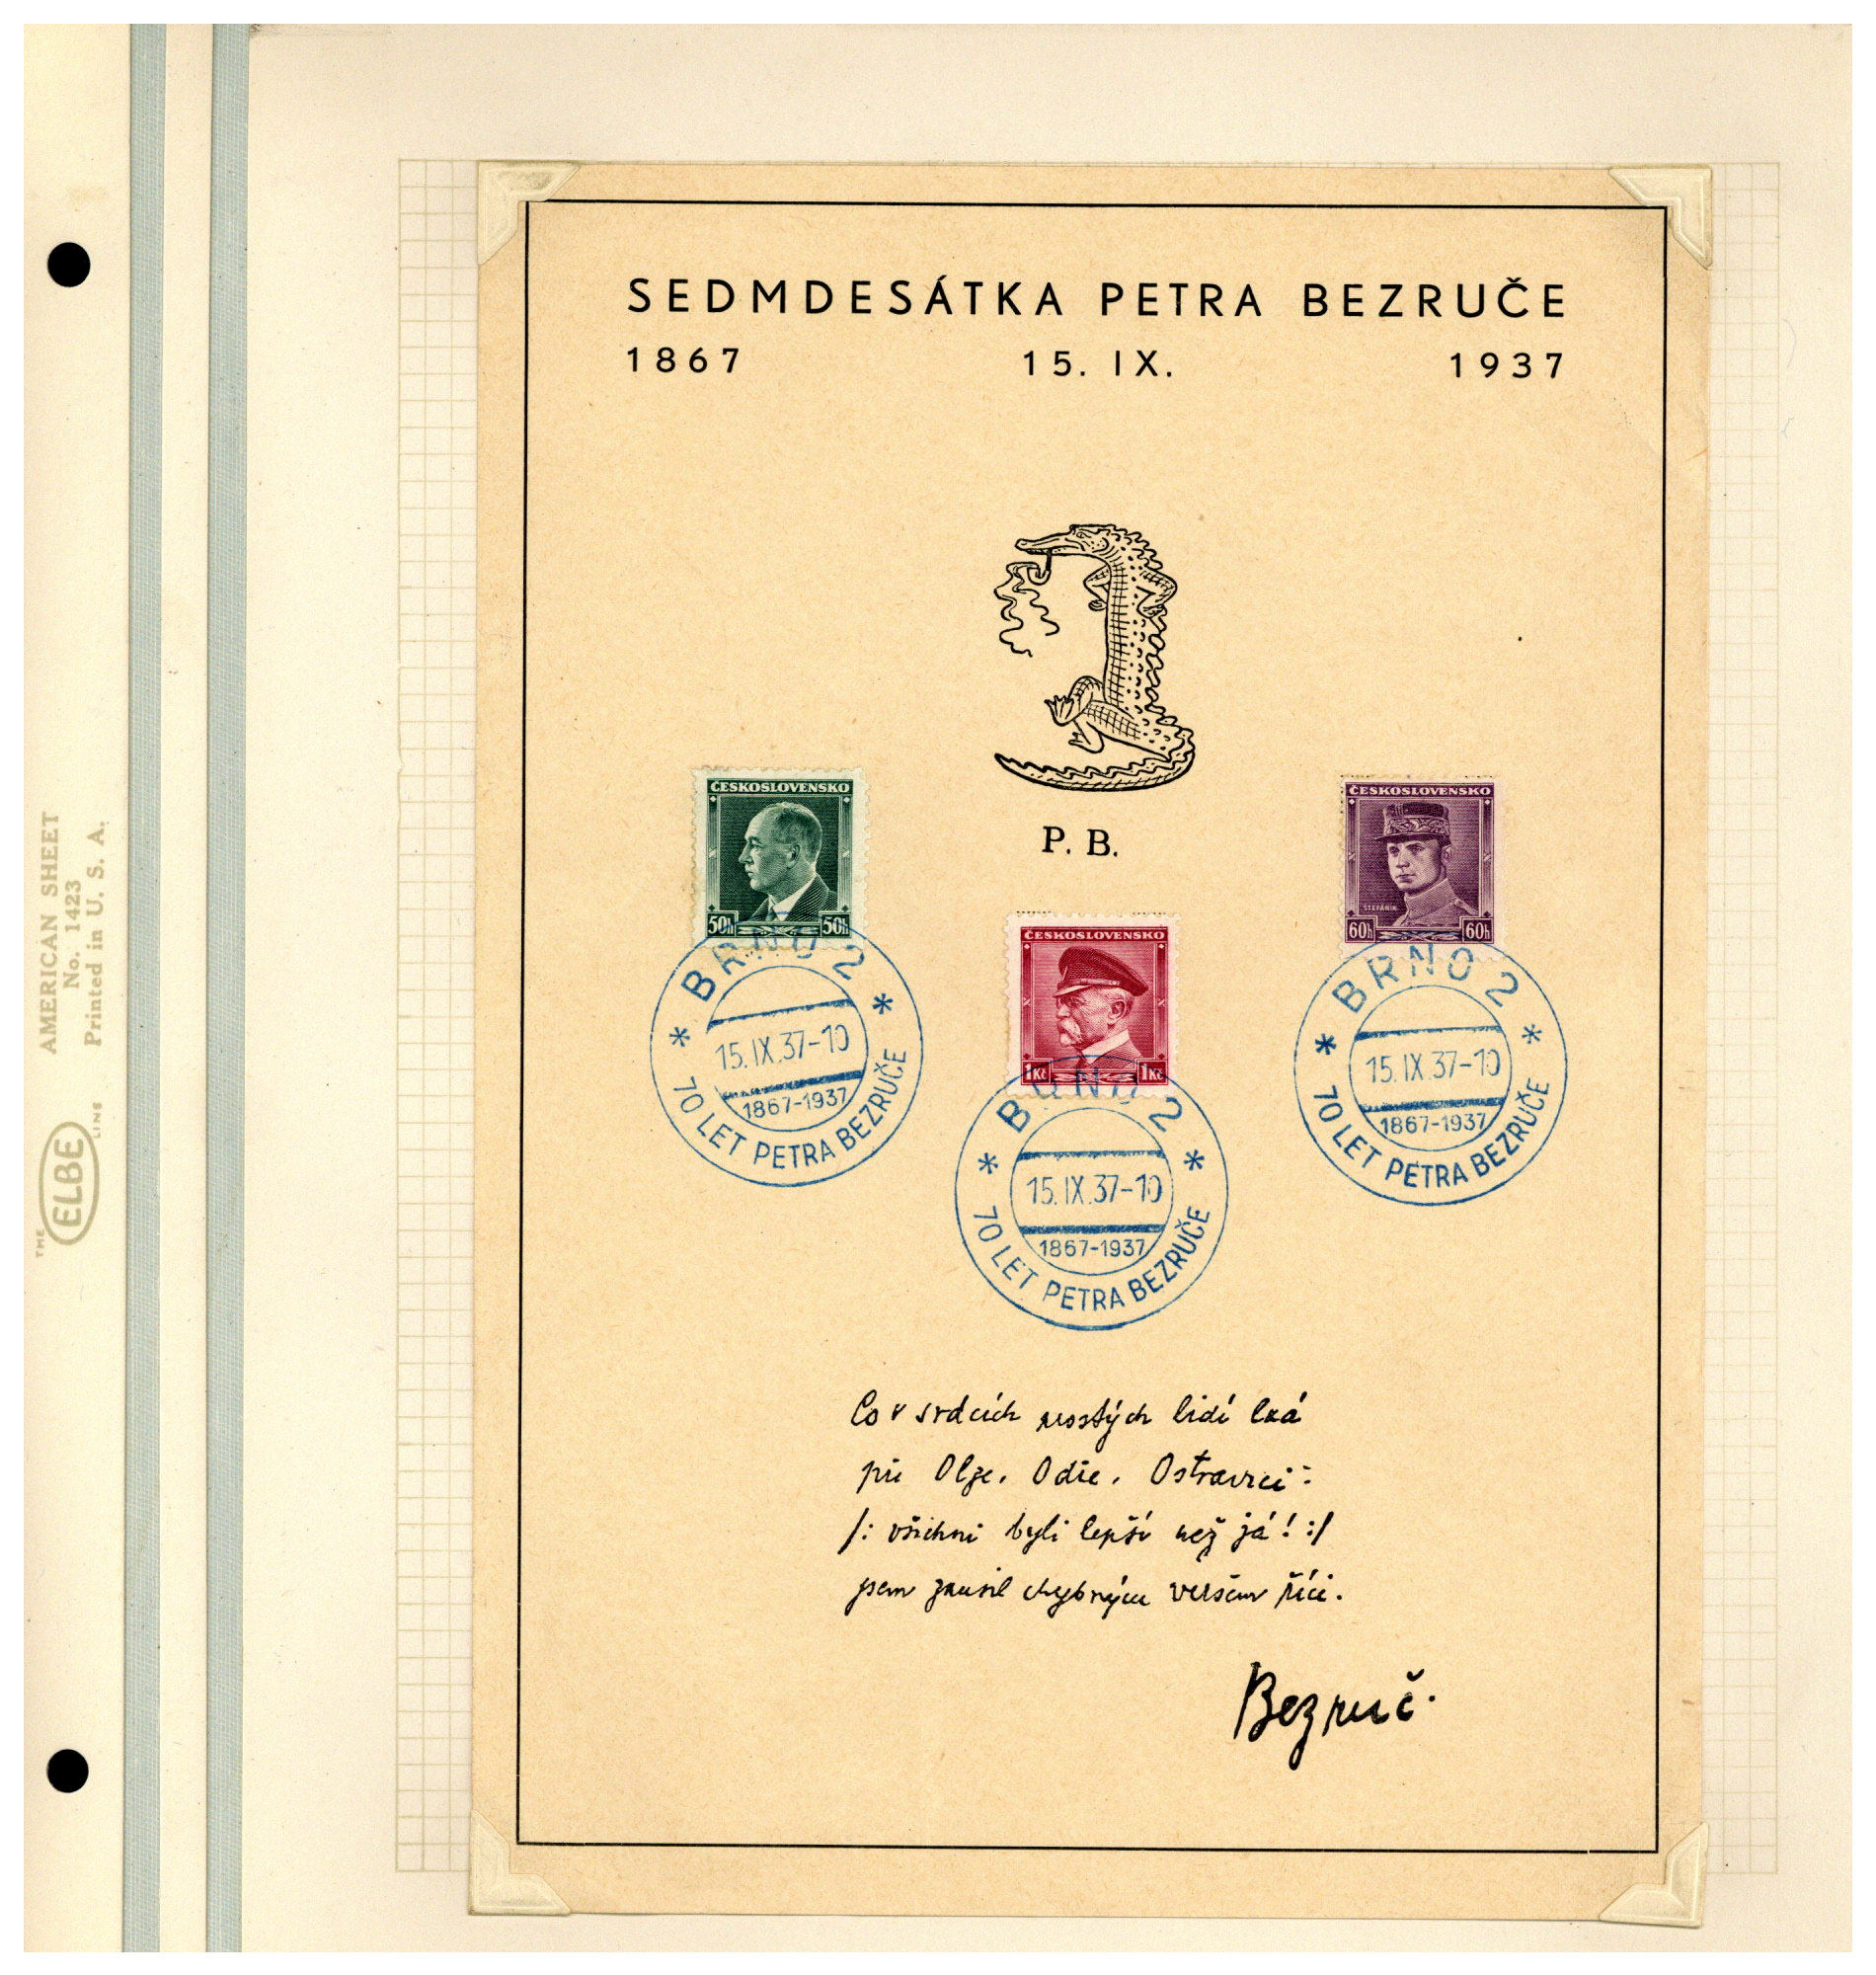 SEDMDESÁTKA PETRA BEZRUČE
1867 15. IX. 1937
P. B.
ČESKOSLOVENSKO
50h 50h
ČESKOSLOVENSKO
ŠTEFÁNIK
60h 60h
ČESKOSLOVENSKO
1Kč 1Kč
BRNO 2
15.IX.37-10
1867-1937
70 LET PETRA BEZRUČE
BRNO 2
15.IX.37-10
1867-1937
70 LET PETRA BEZRUČE
BRNO 2
15.IX.37-10
1867-1937
70 LET PETRA BEZRUČE
Co v srdcích prostých lidí lká
při Olze, Odře, Ostravici:
/: všichni byli lepší než já! :/
jsem zkusil chybným veršem říci.
Bezruč.
AMERICAN SHEET
No. 1423
Printed in U. S. A.
THE ELBE LINE